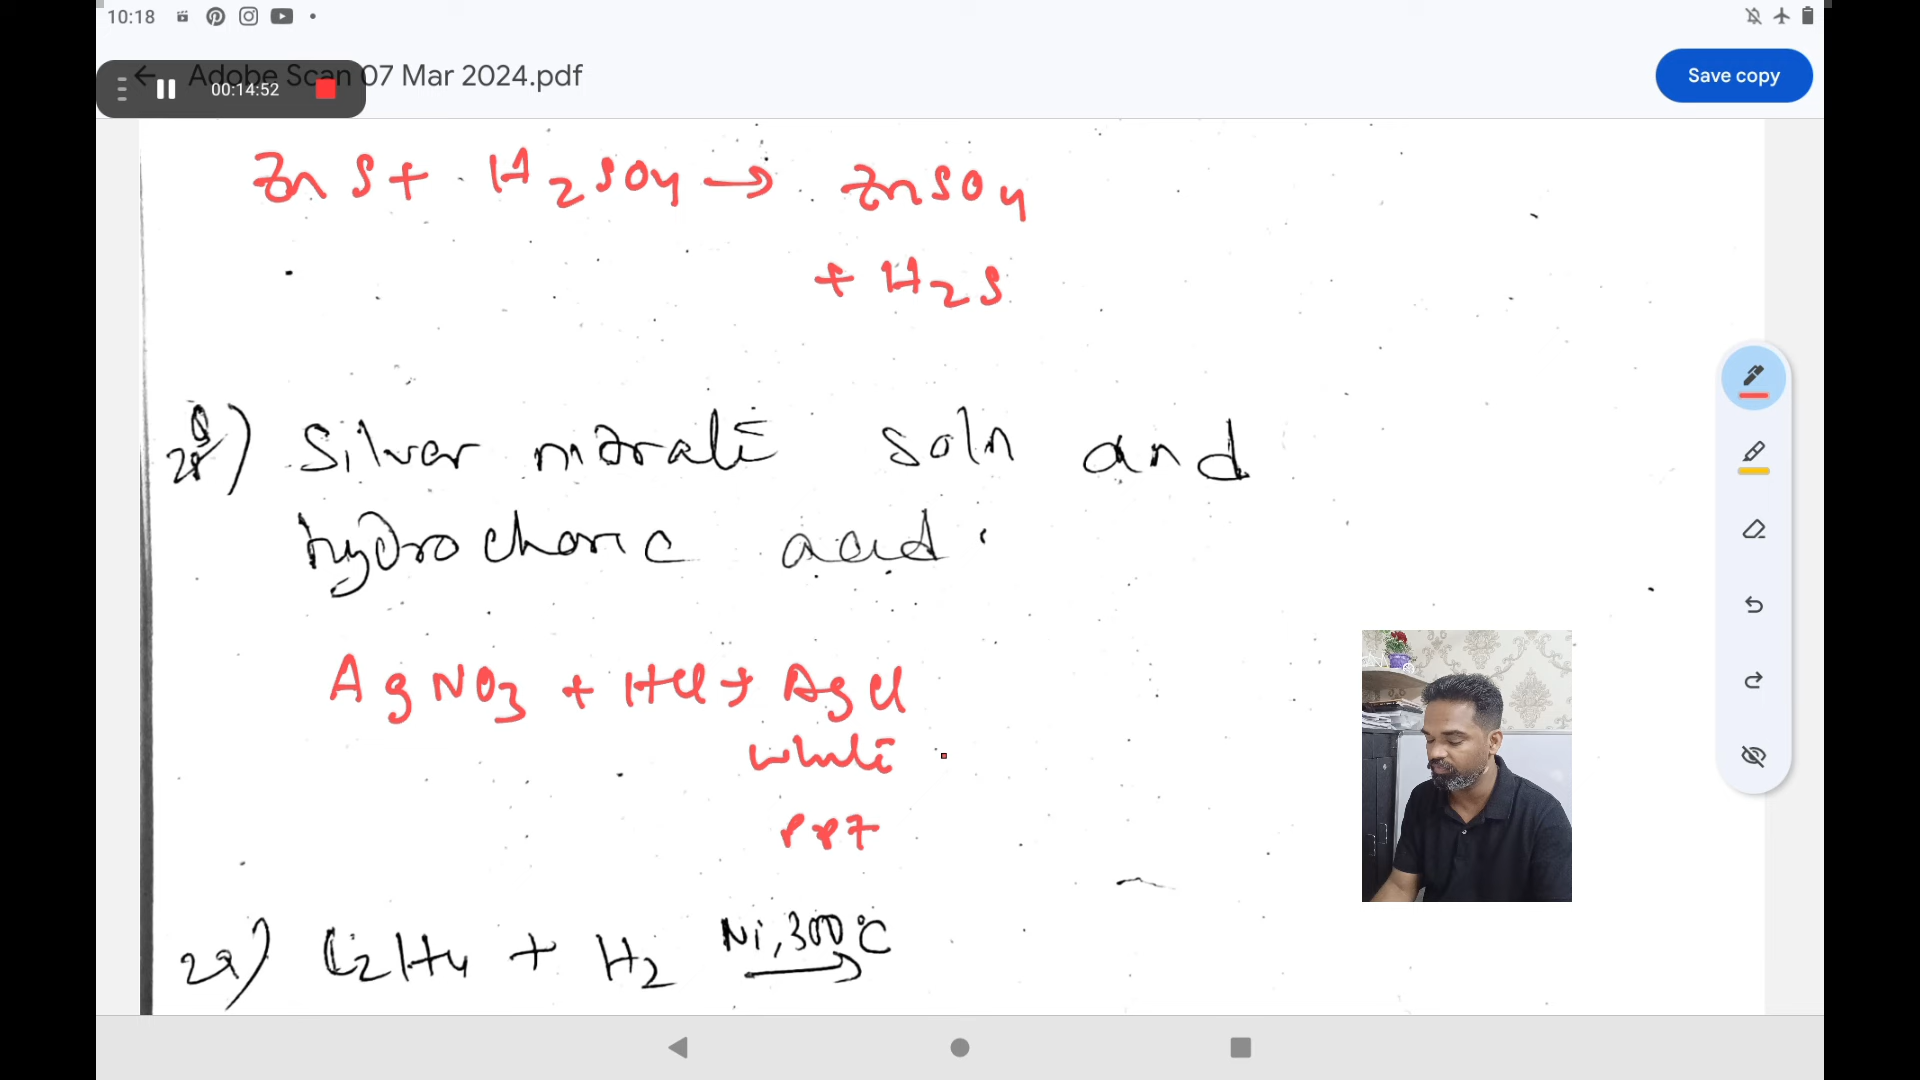 10:18
Adobe Scan 07 Mar 2024.pdf
00:14:52
Save copy
ZnS + H2SO4 → ZnSO4
+ H2S
28) Silver nitrate soln and
hydrochoric acid.
AgNO3 + HCl → AgCl
white
ppt
29) C2H4 + H2 Ni, 300°C →